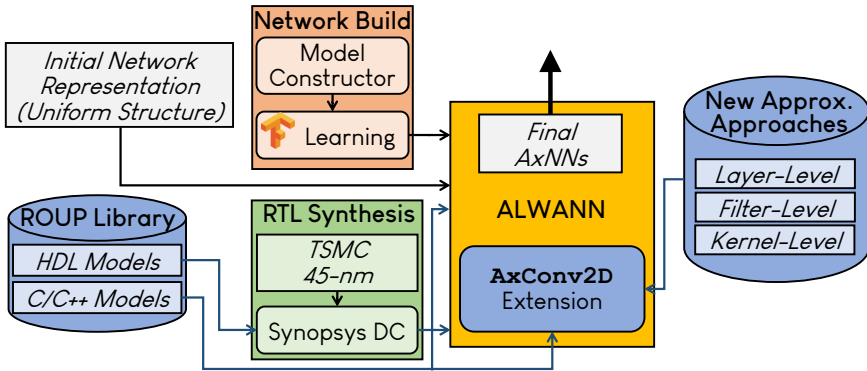 Network Build
Model
Constructor
Learning
Initial Network
Representation
(Uniform Structure)
Final
AxNNs
ALWANN
AxConv2D
Extension
New Approx.
Approaches
Layer-Level
Filter-Level
Kernel-Level
ROUP Library
HDL Models
C/C++ Models
RTL Synthesis
TSMC
45-nm
Synopsys DC